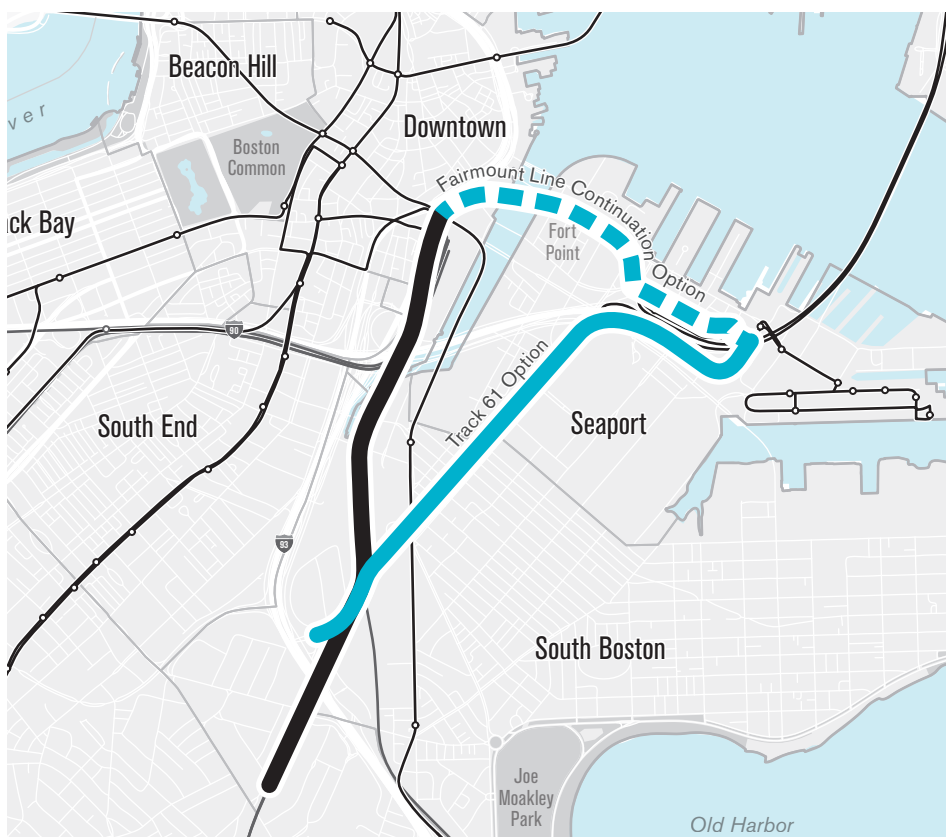 Beacon Hill
ver
Downtown
Boston
Common
Fairmount Line Continuation Option
ck Bay
Fort
Point
90
Track 61 Option
South End
Seaport
93
South Boston
Joe
Moakley
Park
Old Harbor